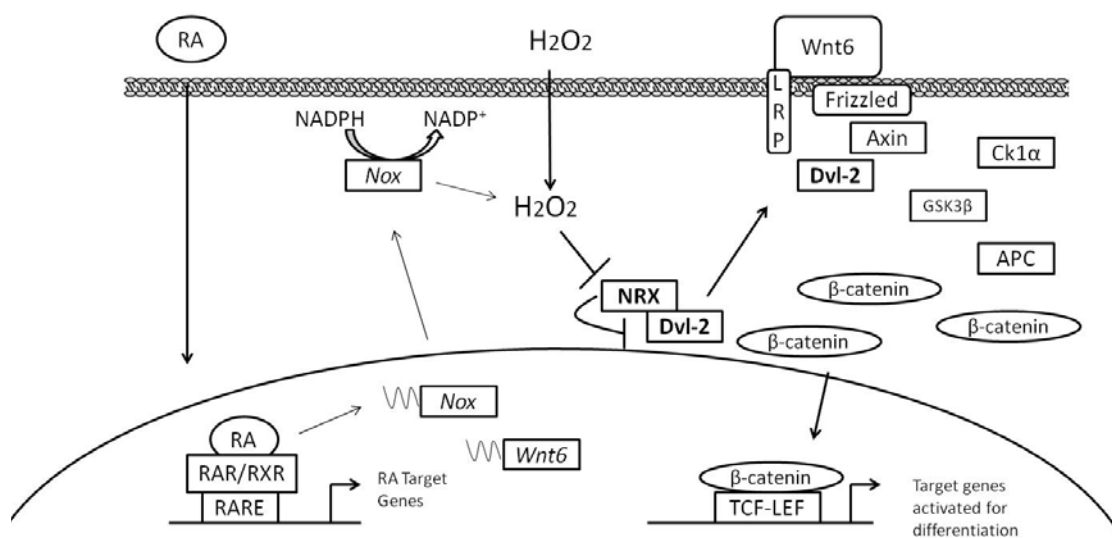 RA
H2O2
Wnt6
L
R
P
Frizzled
NADPH
NADP+
Nox
Axin
Ck1α
Dvl-2
GSK3β
H2O2
APC
NRX
Dvl-2
β-catenin
β-catenin
β-catenin
Nox
Wnt6
RA
RAR/RXR
RARE
RA Target
Genes
β-catenin
TCF-LEF
Target genes
activated for
differentiation